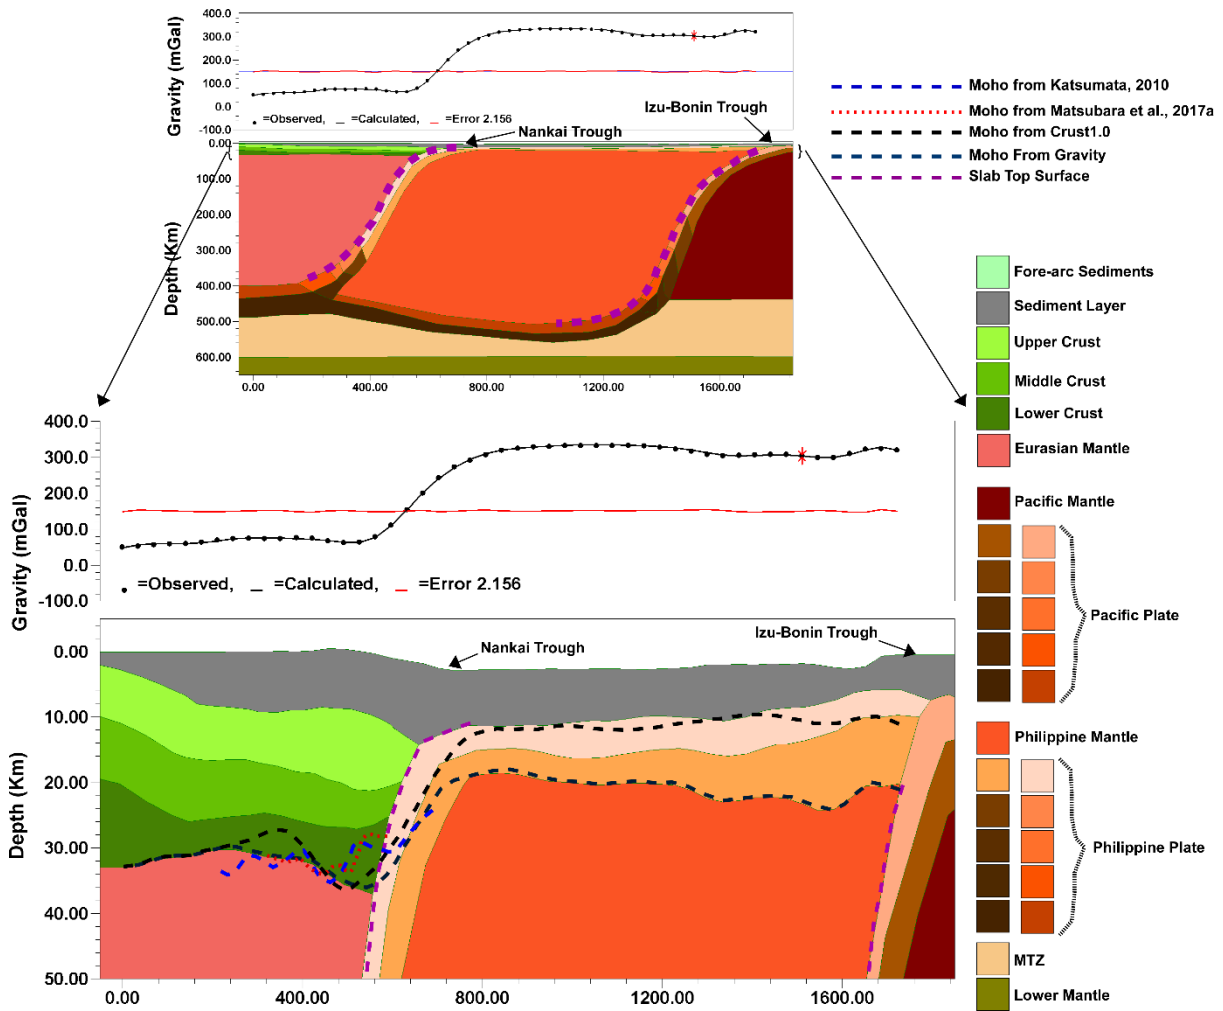 400.0
300.0
200.0
100.0
0.0
-100.0
Gravity (mGal)
=Observed, =Calculated, =Error 2.156
Izu-Bonin Trough
Nankai Trough
0.00
100.00
200.00
300.00
400.00
500.00
600.00
Depth (Km)
0.00 400.00 800.00 1200.00 1600.00
Moho from Katsumata, 2010
Moho from Matsubara et al., 2017a
Moho from Crust1.0
Moho From Gravity
Slab Top Surface
Fore-arc Sediments
Sediment Layer
Upper Crust
Middle Crust
Lower Crust
Eurasian Mantle
Pacific Mantle
Pacific Plate
Philippine Mantle
Philippine Plate
MTZ
Lower Mantle
400.0
300.0
200.0
100.0
0.0
-100.0
Gravity (mGal)
=Observed, =Calculated, =Error 2.156
Izu-Bonin Trough
Nankai Trough
0.00
10.00
20.00
30.00
40.00
50.00
Depth (Km)
0.00 400.00 800.00 1200.00 1600.00